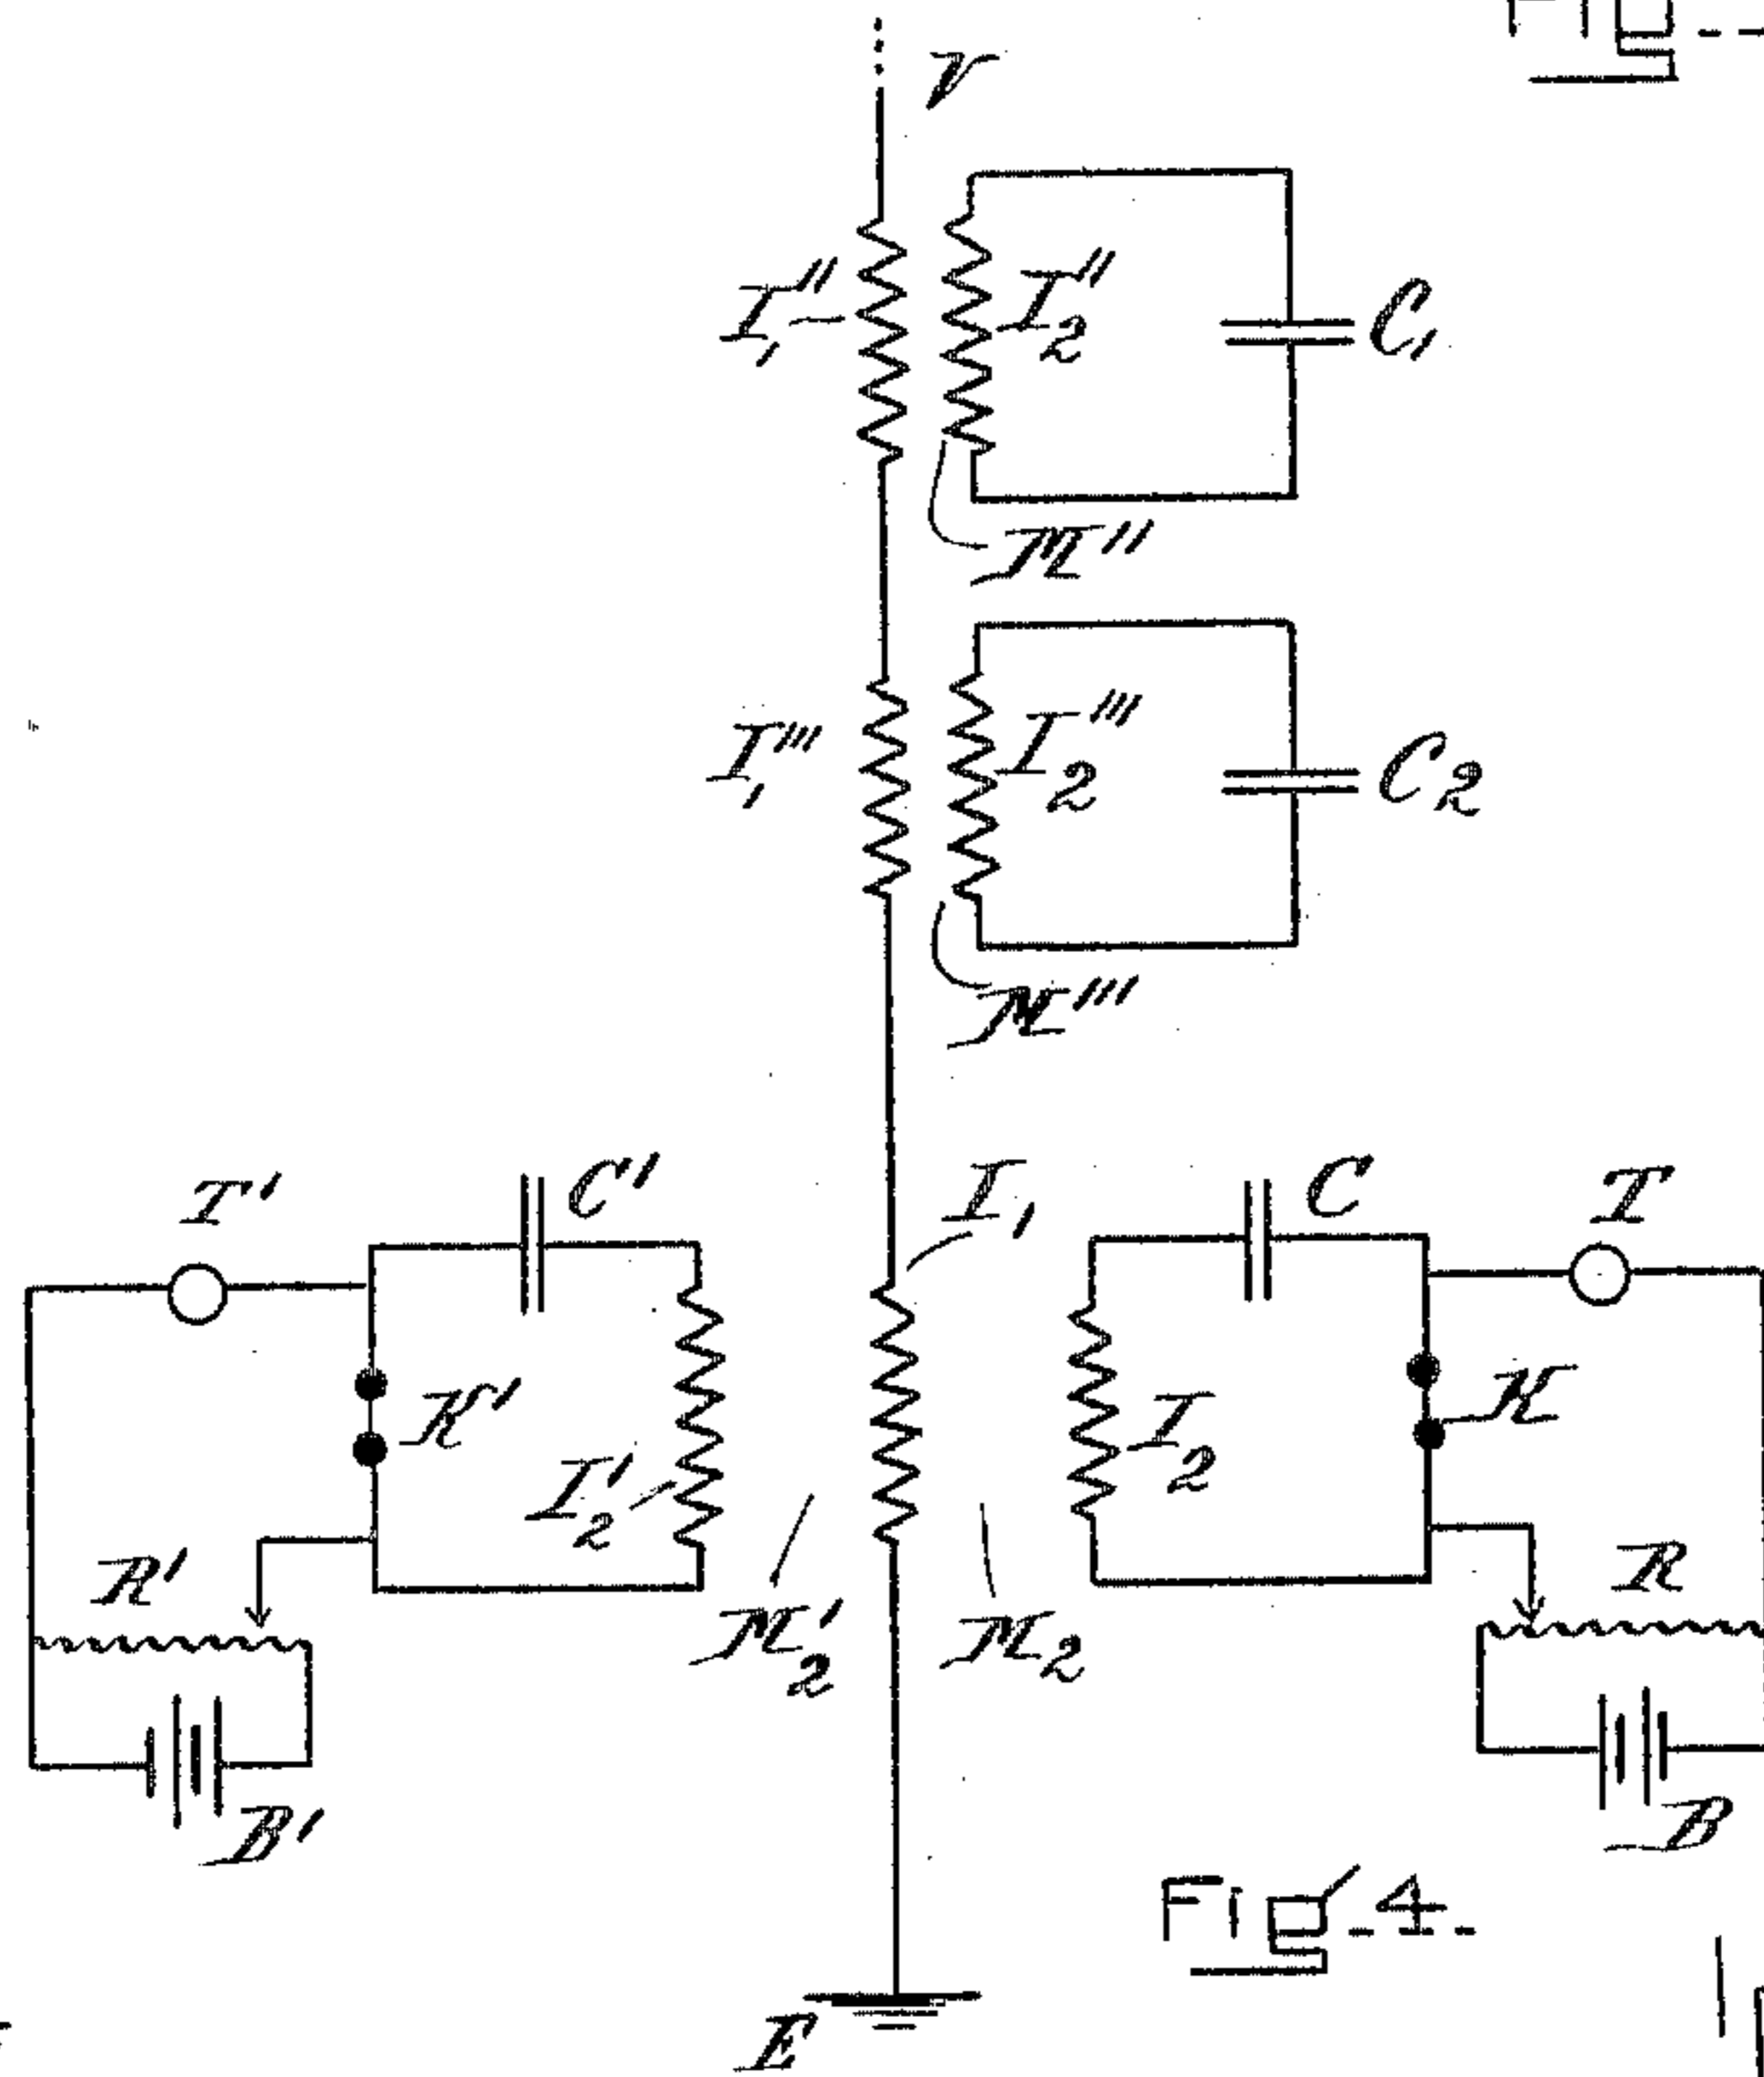 V
I₁″
I₂″
C₁
M″
I₁‴
I₂‴
C₂
M‴
T′
C′
I₁
C
T
K′
K
I₂′
I₂
R′
R
M₂′
M₂
B′
B
Fig. 4.
E